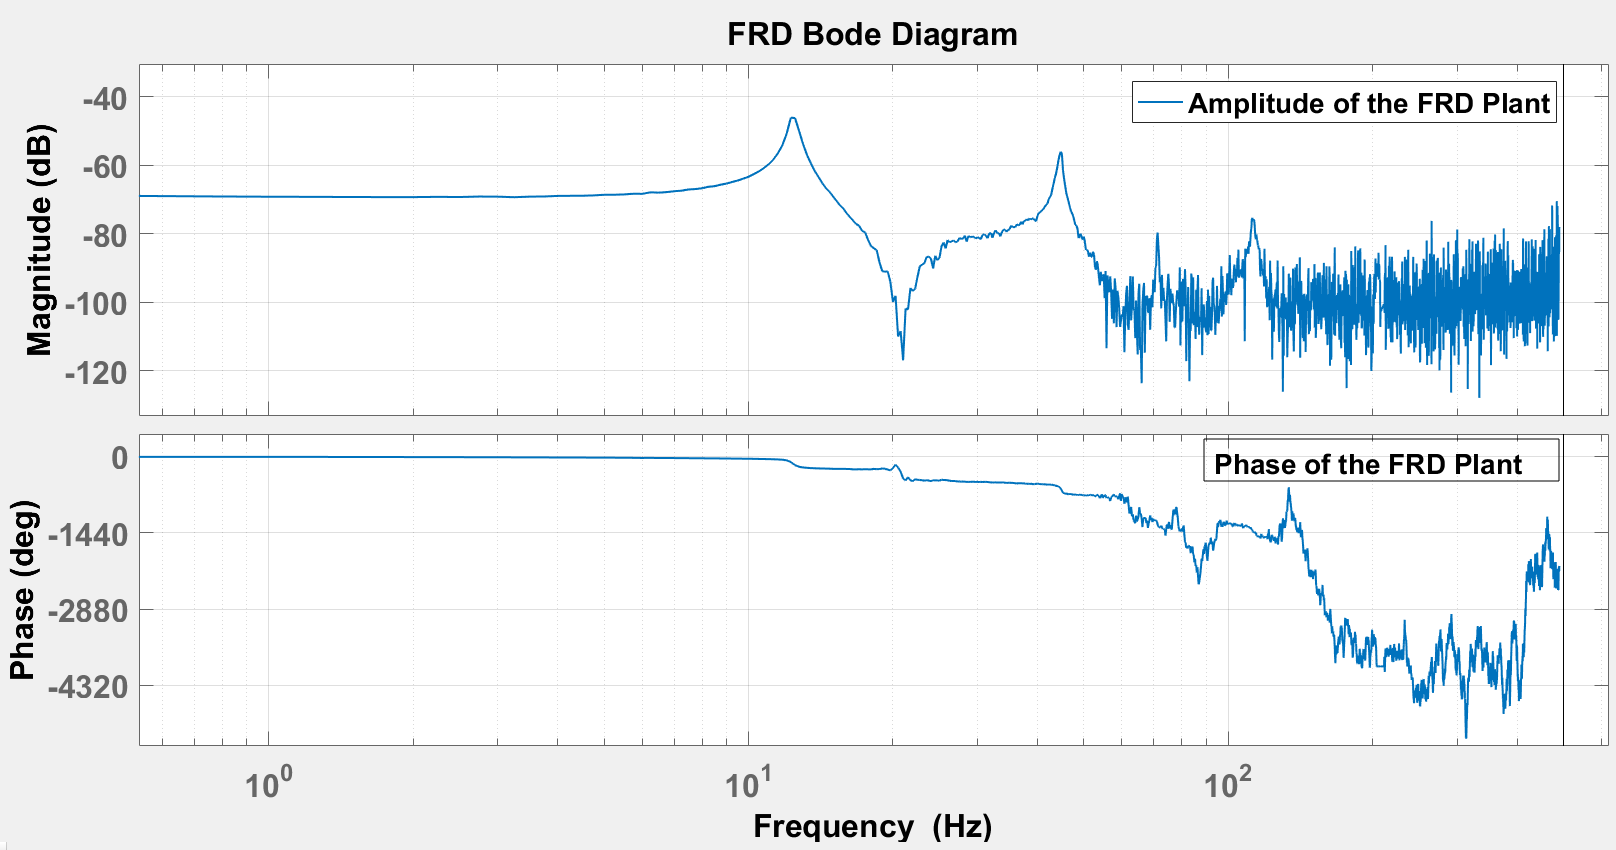 FRD Bode Diagram
Amplitude of the FRD Plant
Magnitude (dB)
-40
-60
-80
-100
-120
Phase of the FRD Plant
Phase (deg)
0
-1440
-2880
-4320
10^0 10^1 10^2
Frequency (Hz)